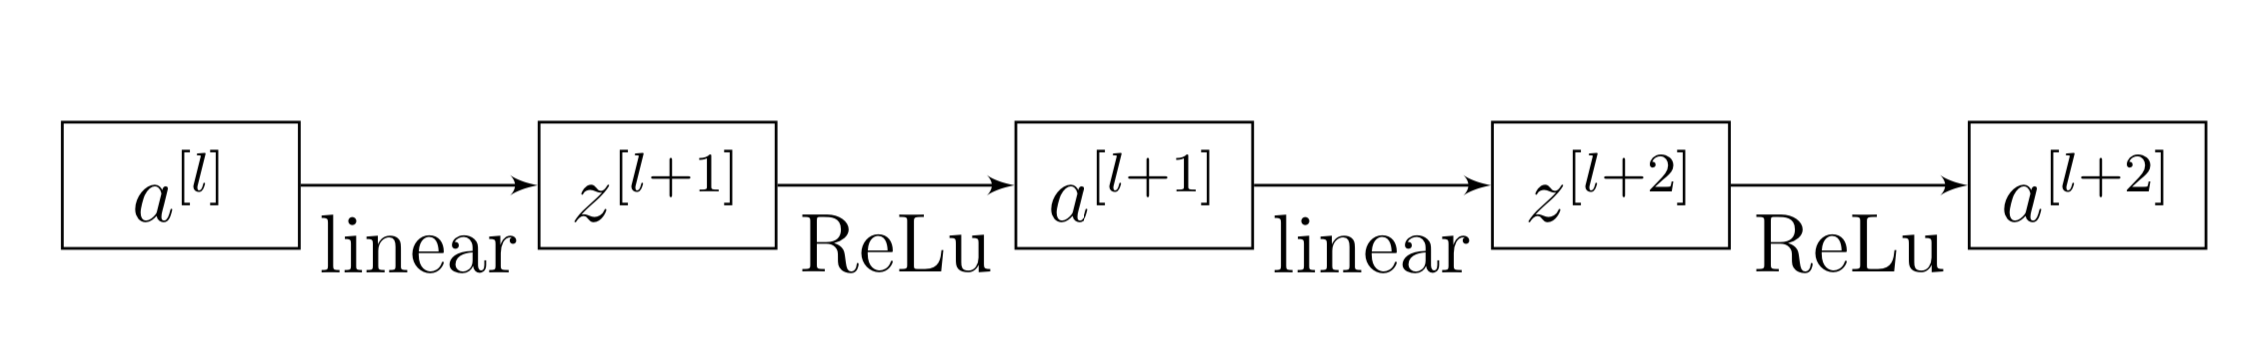 a^{[l]} z^{[l+1]} a^{[l+1]} z^{[l+2]} a^{[l+2]}
linear ReLu linear ReLu